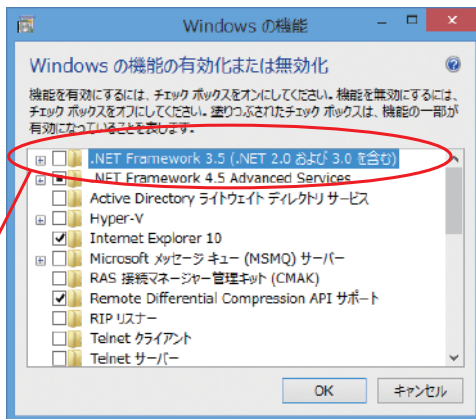 Windows の機能
Windows の機能の有効化または無効化
機能を有効にするには、チェック ボックスをオンにしてください。機能を無効にするには、
チェック ボックスをオフにしてください。塗りつぶされたチェック ボックスは、機能の一部が
有効になっていることを表します。
.NET Framework 3.5 (.NET 2.0 および 3.0 を含む)
.NET Framework 4.5 Advanced Services
Active Directory ライトウェイト ディレクトリ サービス
Hyper-V
Internet Explorer 10
Microsoft メッセージ キュー (MSMQ) サーバー
RAS 接続マネージャー管理キット (CMAK)
Remote Differential Compression API サポート
RIP リスナー
Telnet クライアント
Telnet サーバー
OK
キャンセル